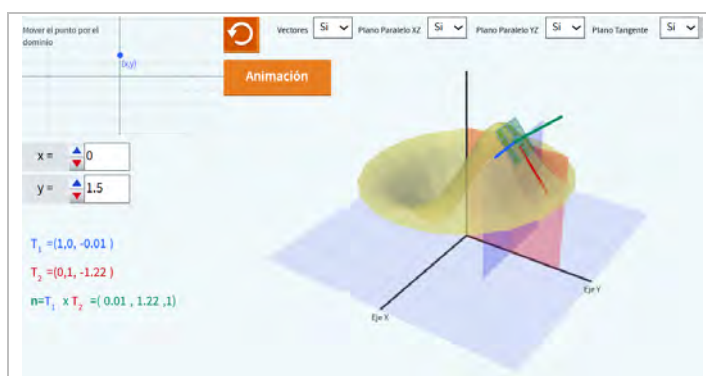 Mover el punto por el
dominio
(x,y)
Vectores Si Plano Paralelo XZ Si Plano Paralelo YZ Si Plano Tangente Si
Animación
x = 0
y = 1.5
T1 =(1,0, -0.01 )
T2 =(0,1, -1.22 )
n=T1 x T2 =( 0.01 , 1.22 ,1)
Eje X
Eje Y